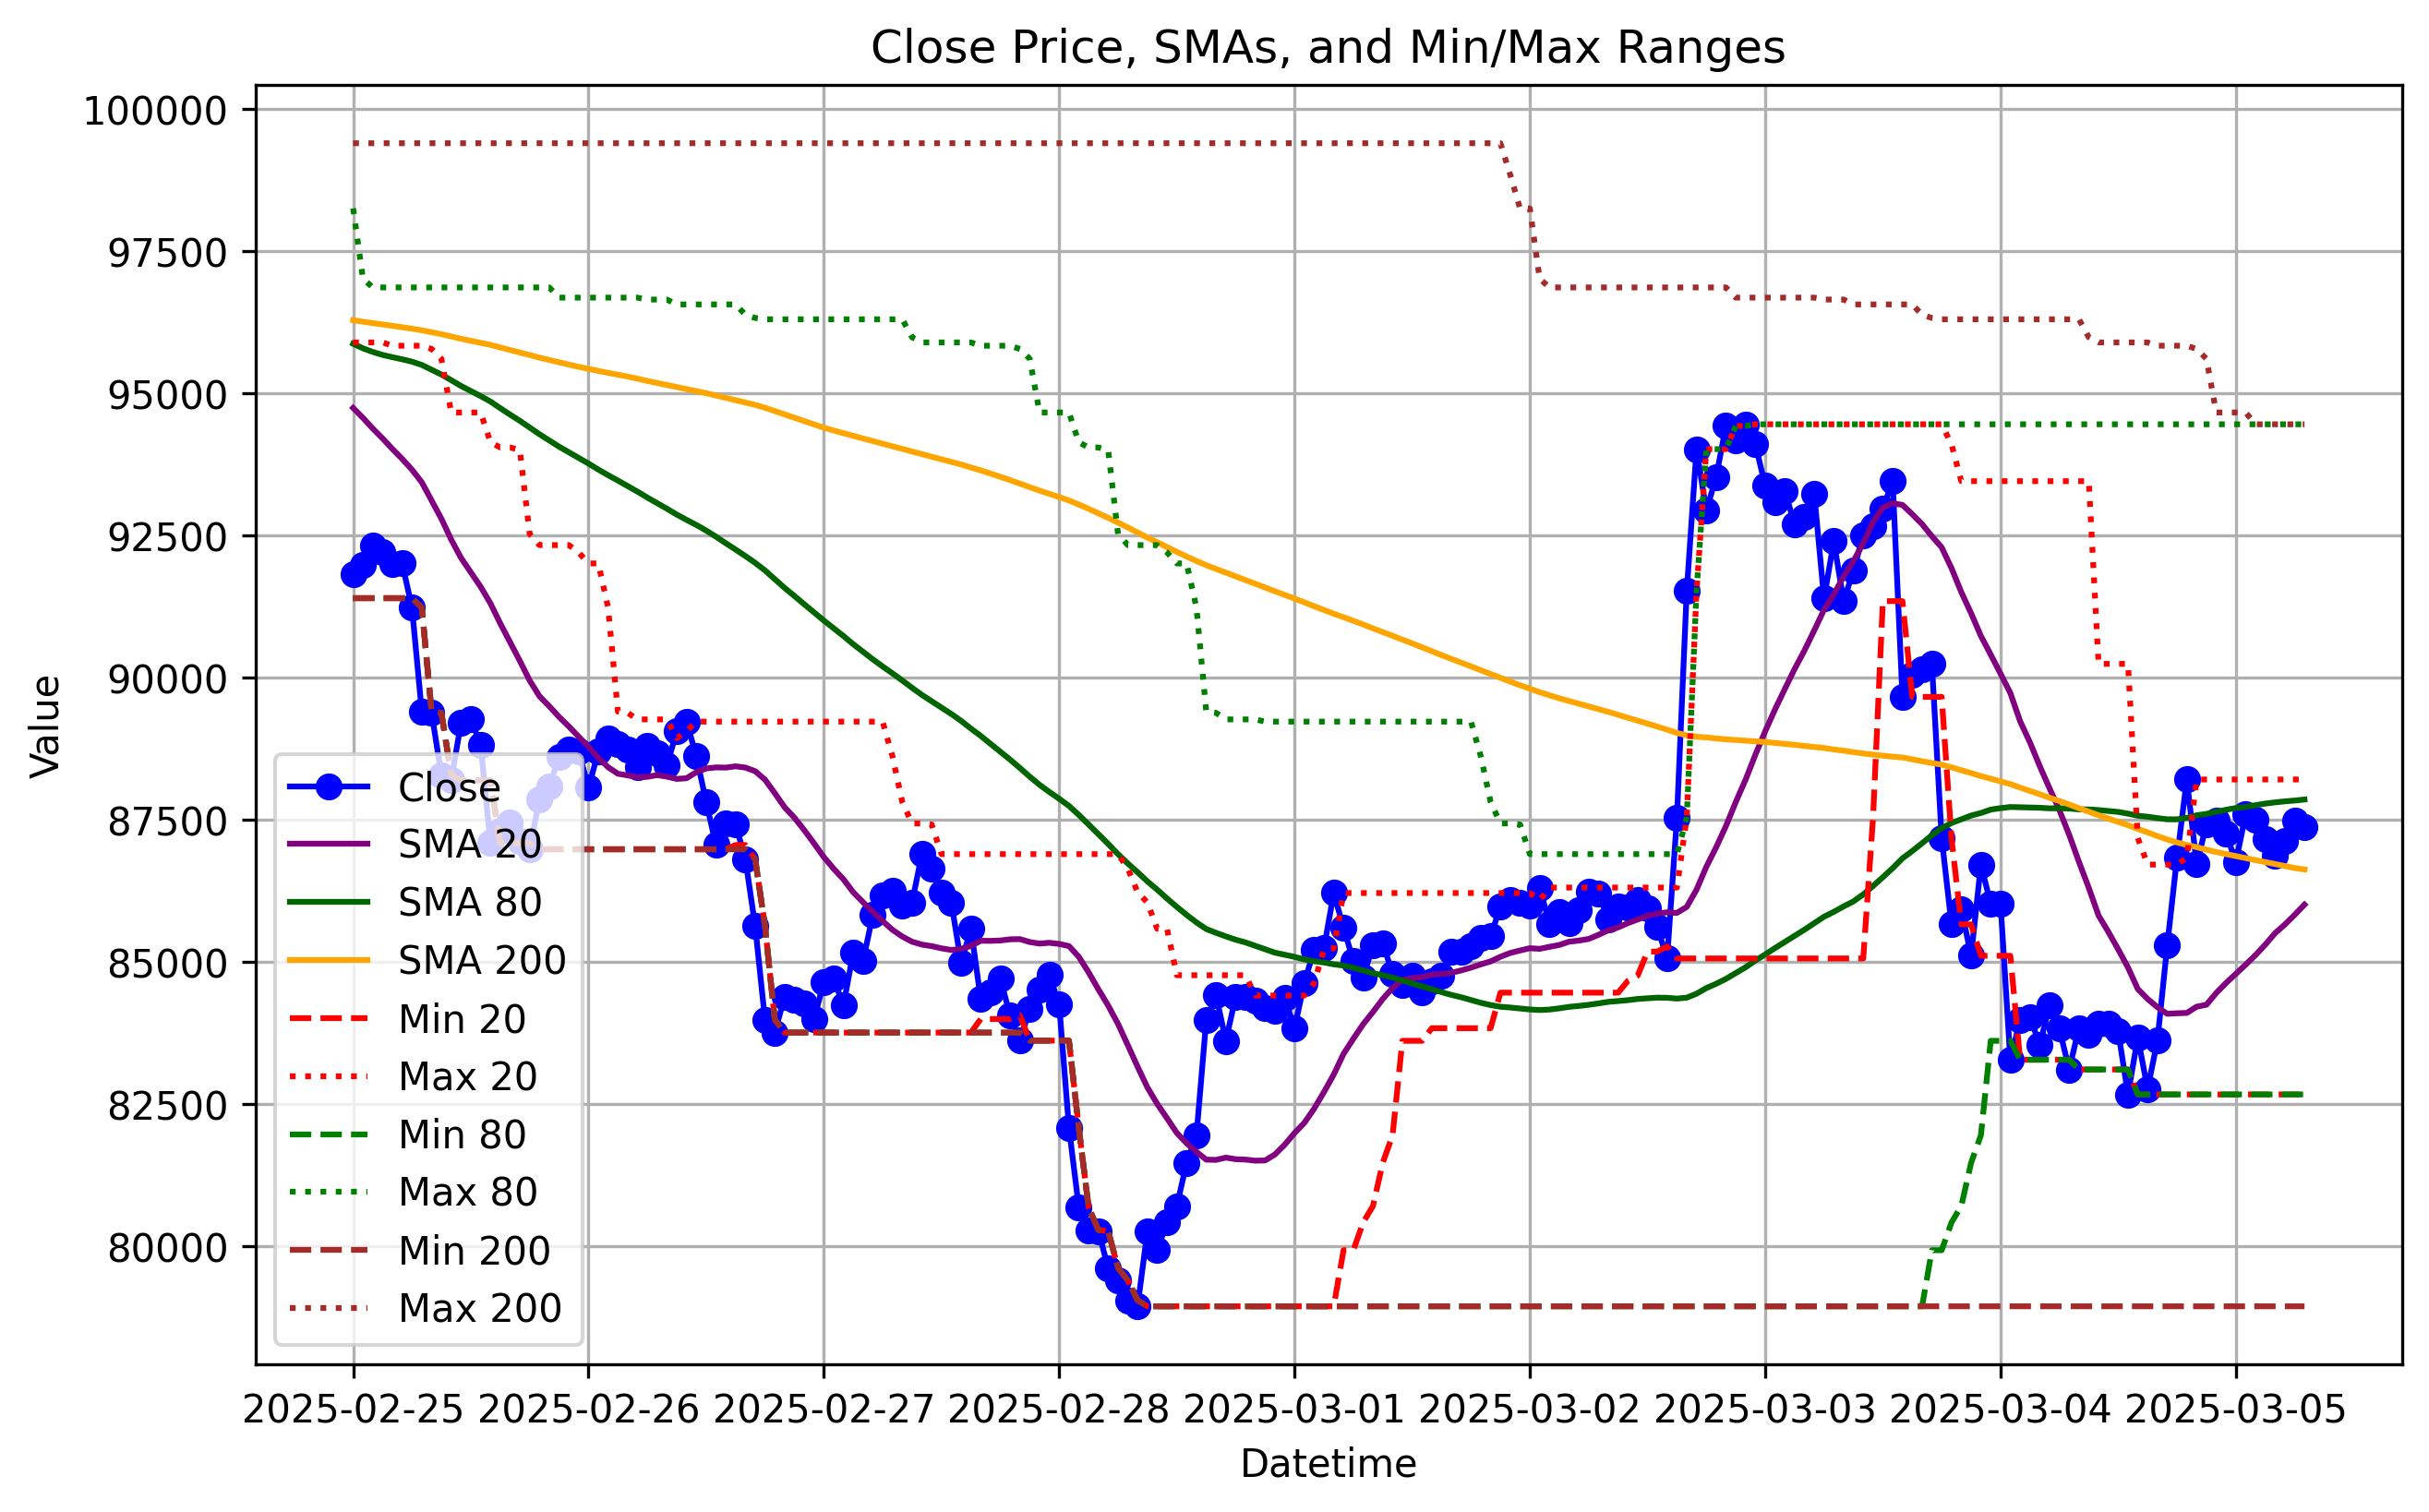 Close Price, SMAs, and Min/Max Ranges
100000
97500
95000
92500
90000
87500
85000
82500
80000
Value
Close
SMA 20
SMA 80
SMA 200
Min 20
Max 20
Min 80
Max 80
Min 200
Max 200
2025-02-25 2025-02-26 2025-02-27 2025-02-28 2025-03-01 2025-03-02 2025-03-03 2025-03-04 2025-03-05
Datetime